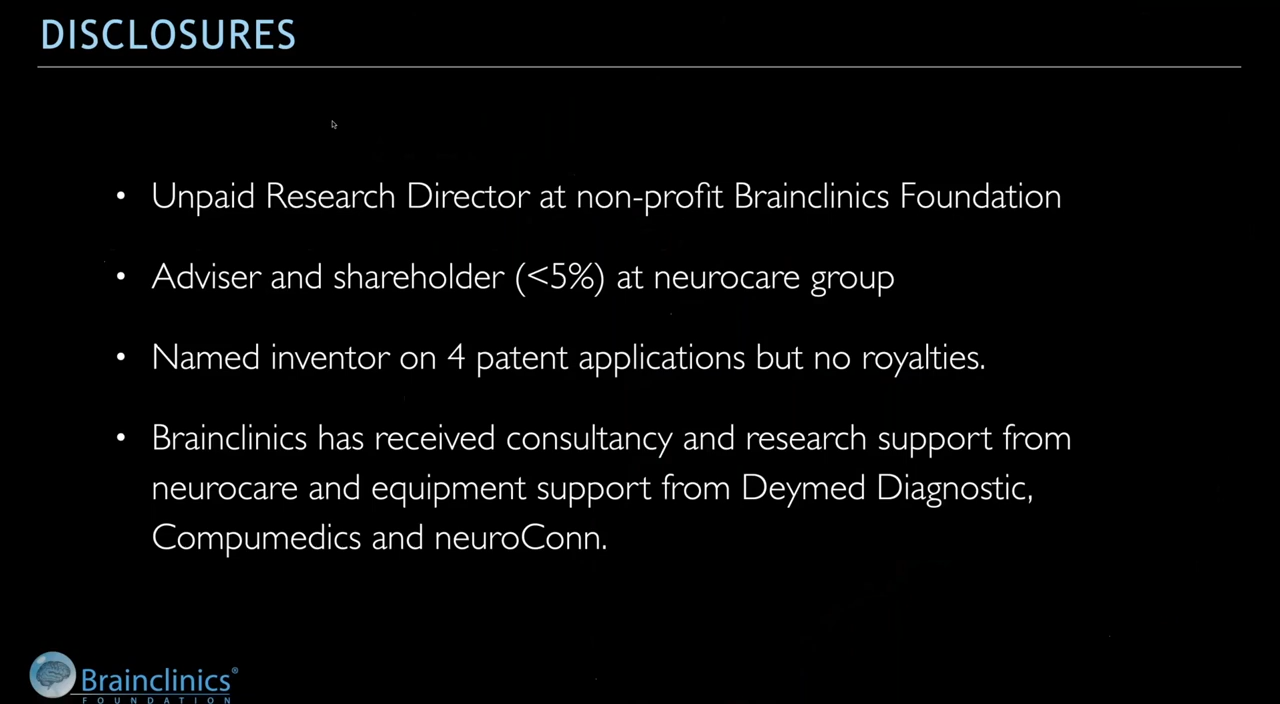 DISCLOSURES
• Unpaid Research Director at non-profit Brainclinics Foundation
• Adviser and shareholder (<5%) at neurocare group
• Named inventor on 4 patent applications but no royalties.
• Brainclinics has received consultancy and research support from
neurocare and equipment support from Deymed Diagnostic,
Compumedics and neuroConn.
Brainclinics®
FOUNDATION